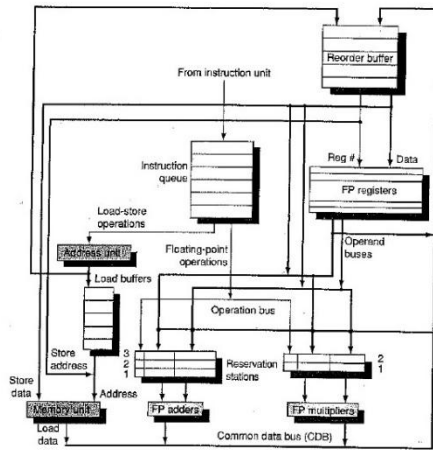 Reorder buffer
From instruction unit
Reg #
Data
Instruction
queue
FP registers
Load-store
operations
Operand
buses
Address unit
Floating-point
operations
Load buffers
Operation bus
3
2
1
Reservation
stations
2
1
Store
address
Store
data
Address
Memory unit
FP adders
FP multipliers
Load
data
Common data bus (CDB)